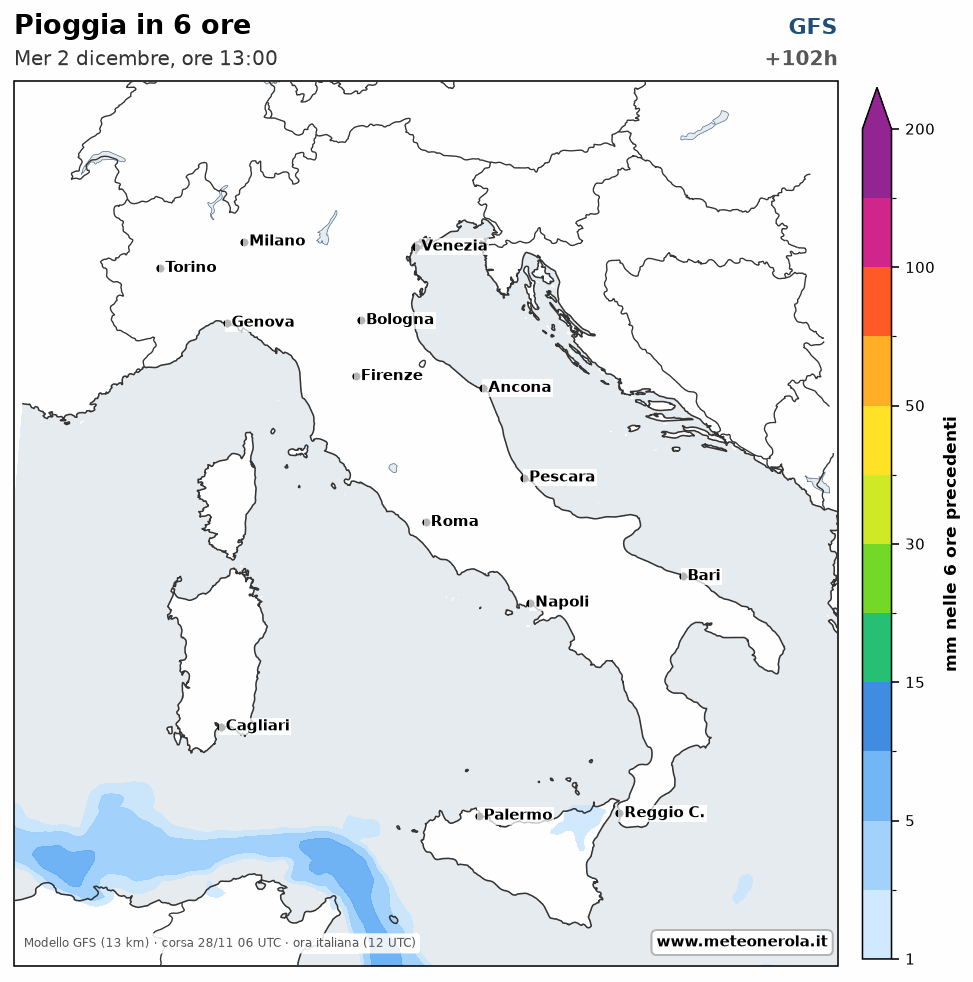 Pioggia in 6 ore
GFS
Mer 2 dicembre, ore 13:00
+102h
200
100
50
30
15
5
1
mm nelle 6 ore precedenti
Milano
Venezia
Torino
Genova
Bologna
Firenze
Ancona
Pescara
Roma
Bari
Napoli
Cagliari
Palermo
Reggio C.
Modello GFS (13 km) · corsa 28/11 06 UTC · ora italiana (12 UTC)
www.meteonerola.it